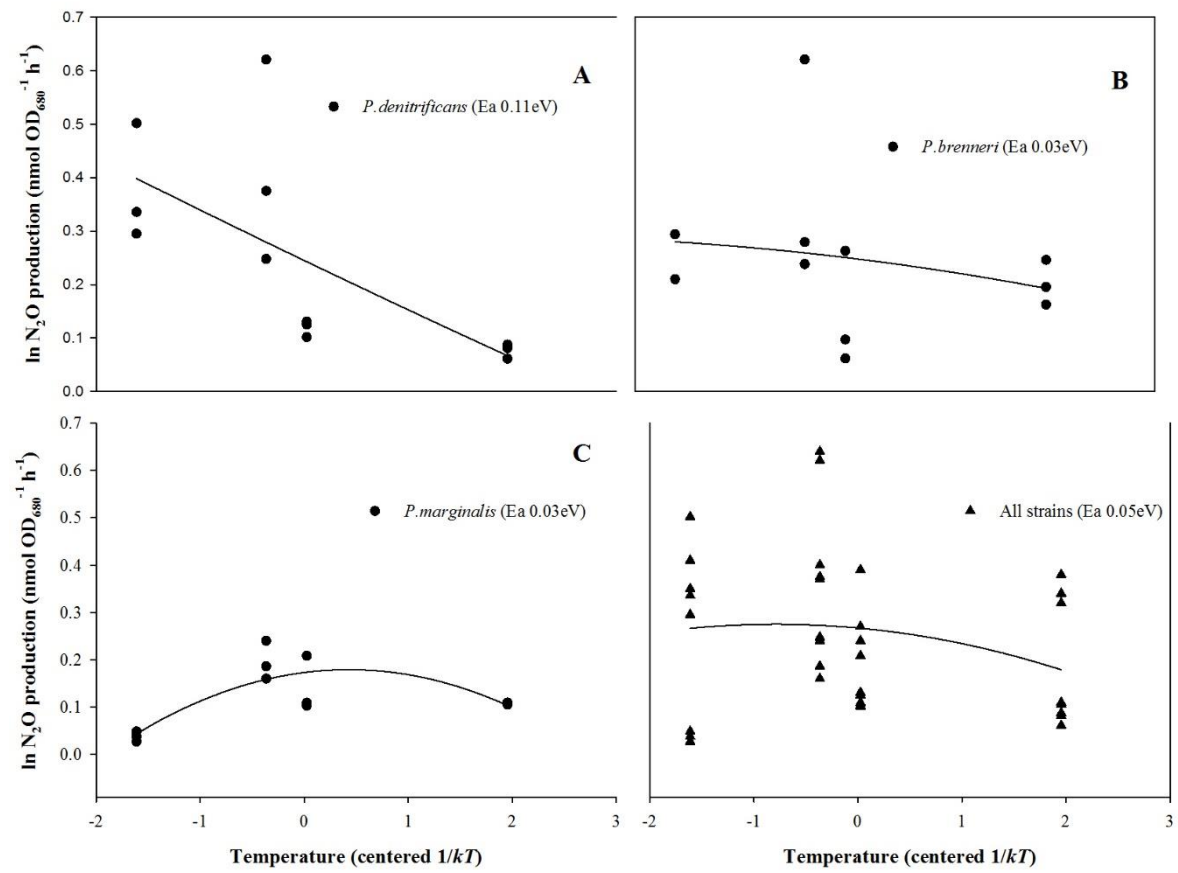 0.7
0.6
0.5
0.4
0.3
0.2
0.1
0.0
ln N₂O production (nmol OD₆₈₀⁻¹ h⁻¹)
A
P.denitrificans (Ea 0.11eV)
B
P.brenneri (Ea 0.03eV)
0.7
0.6
0.5
0.4
0.3
0.2
0.1
0.0
ln N₂O production (nmol OD₆₈₀⁻¹ h⁻¹)
C
P.marginalis (Ea 0.03eV)
-2 -1 0 1 2 3
Temperature (centered 1/kT)
All strains (Ea 0.05eV)
-2 -1 0 1 2 3
Temperature (centered 1/kT)